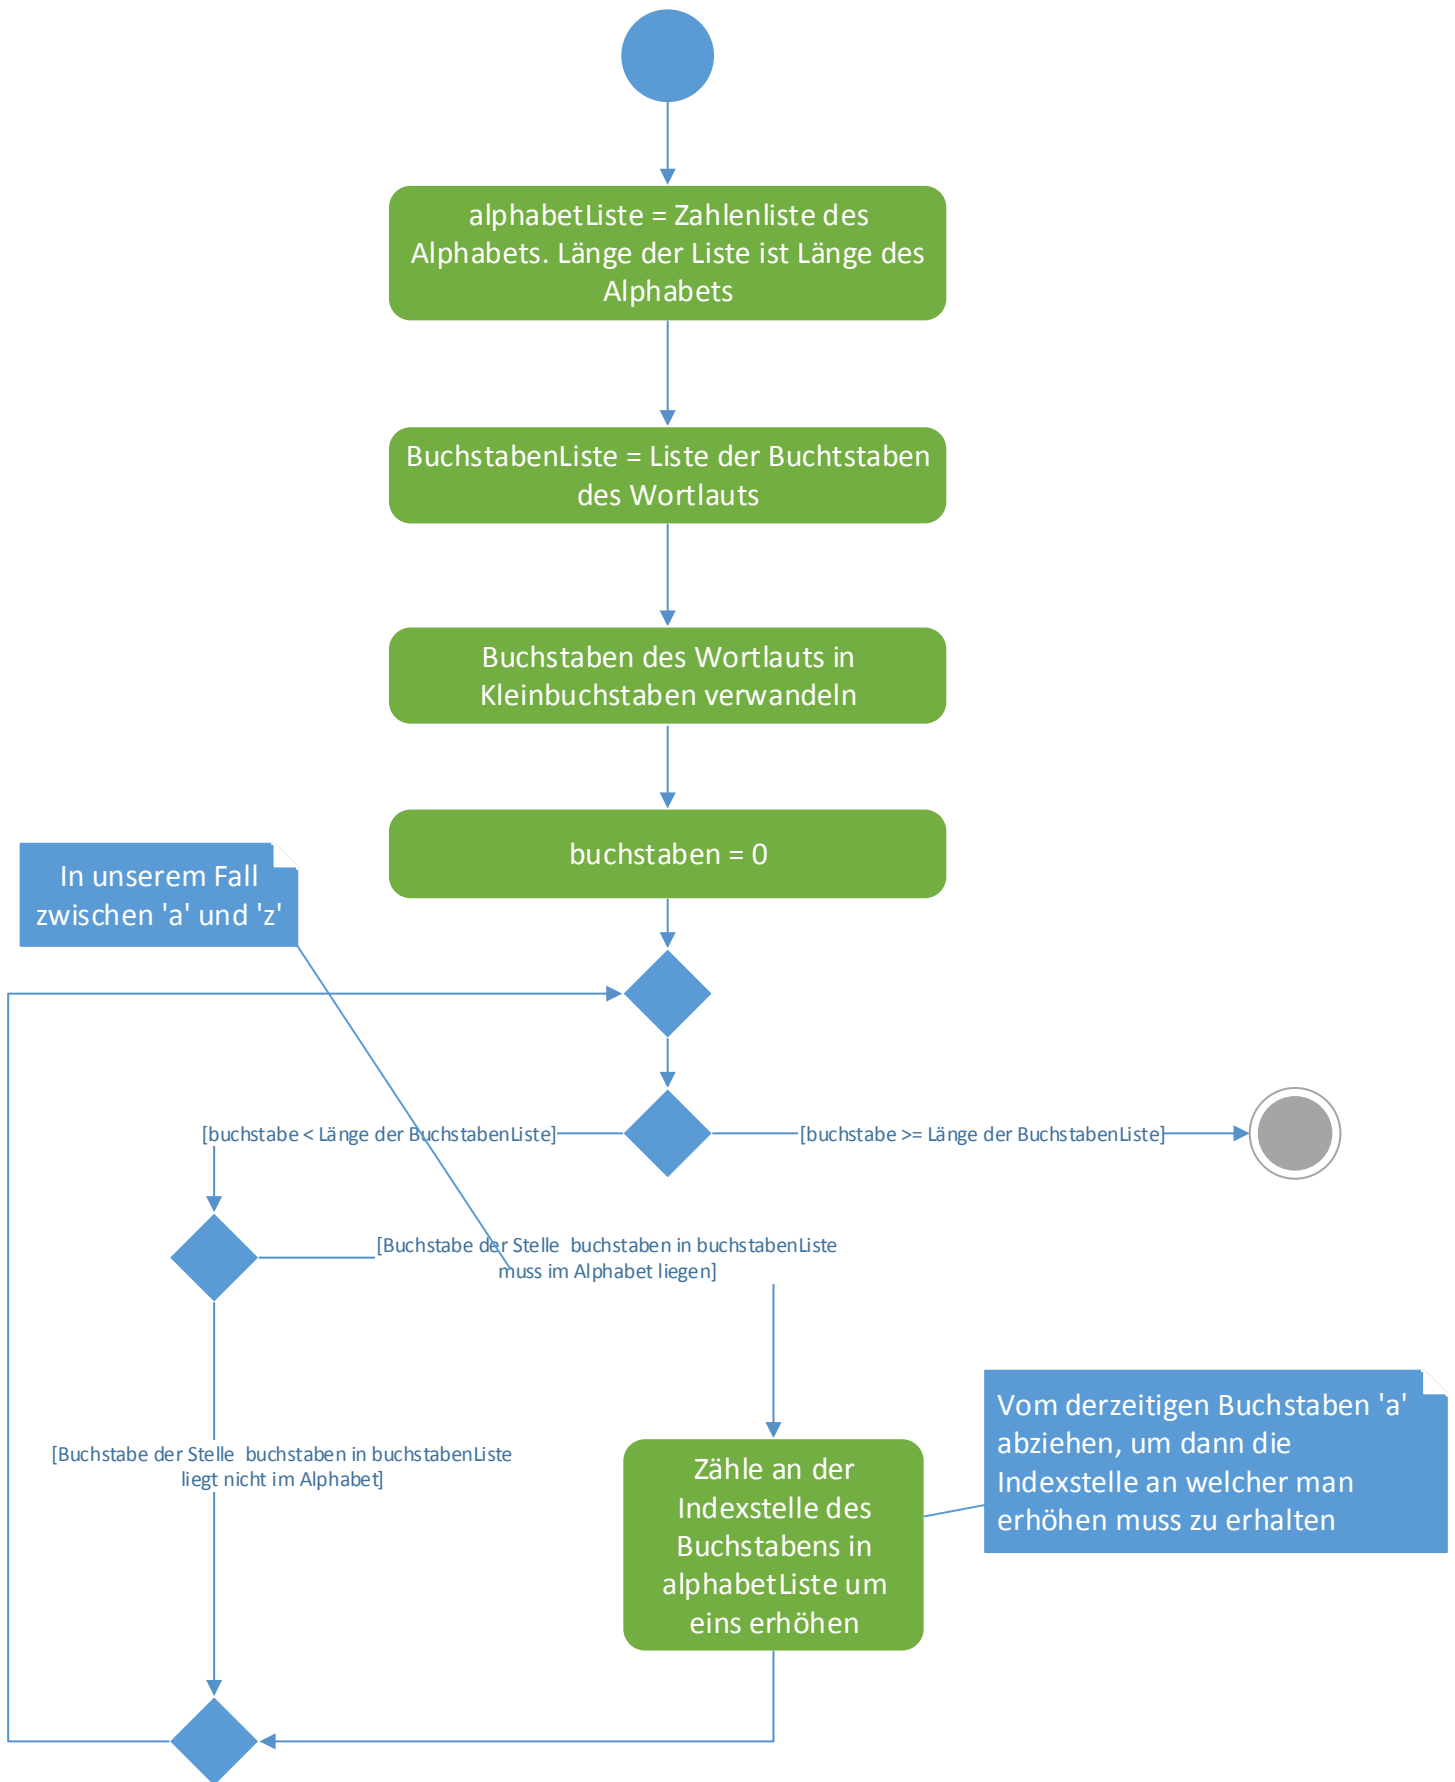 alphabetListe = Zahlenliste des
Alphabets. Länge der Liste ist Länge des
Alphabets
BuchstabenListe = Liste der Buchtstaben
des Wortlauts
Buchstaben des Wortlauts in
Kleinbuchstaben verwandeln
buchstaben = 0
In unserem Fall
zwischen 'a' und 'z'
[buchstabe < Länge der BuchstabenListe]
[buchstabe >= Länge der BuchstabenListe]
[Buchstabe der Stelle  buchstaben in buchstabenListe
muss im Alphabet liegen]
[Buchstabe der Stelle  buchstaben in buchstabenListe
liegt nicht im Alphabet]
Zähle an der
Indexstelle des
Buchstabens in
alphabetListe um
eins erhöhen
Vom derzeitigen Buchstaben 'a'
abziehen, um dann die
Indexstelle an welcher man
erhöhen muss zu erhalten